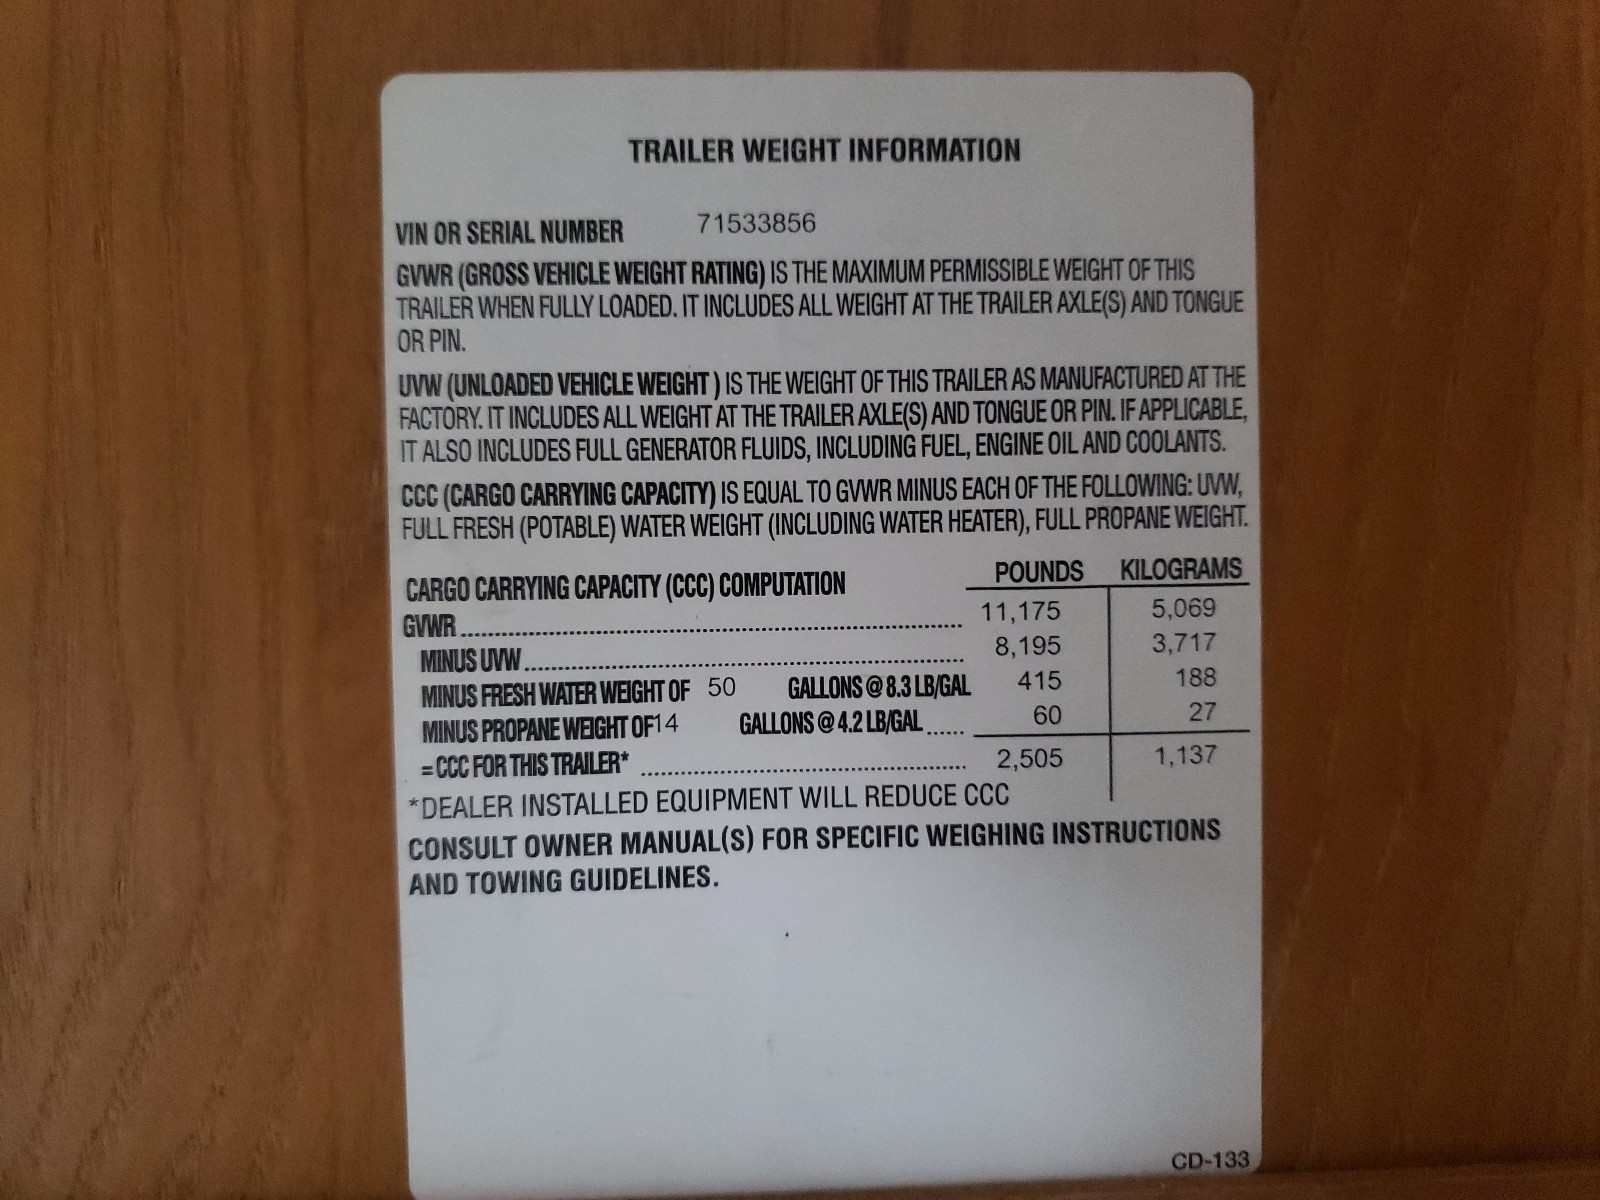 TRAILER WEIGHT INFORMATION
VIN OR SERIAL NUMBER 71533856
GVWR (GROSS VEHICLE WEIGHT RATING) IS THE MAXIMUM PERMISSIBLE WEIGHT OF THIS
TRAILER WHEN FULLY LOADED. IT INCLUDES ALL WEIGHT AT THE TRAILER AXLE(S) AND TONGUE
OR PIN.
UVW (UNLOADED VEHICLE WEIGHT ) IS THE WEIGHT OF THIS TRAILER AS MANUFACTURED AT THE
FACTORY. IT INCLUDES ALL WEIGHT AT THE TRAILER AXLE(S) AND TONGUE OR PIN. IF APPLICABLE,
IT ALSO INCLUDES FULL GENERATOR FLUIDS, INCLUDING FUEL, ENGINE OIL AND COOLANTS.
CCC (CARGO CARRYING CAPACITY) IS EQUAL TO GVWR MINUS EACH OF THE FOLLOWING: UVW,
FULL FRESH (POTABLE) WATER WEIGHT (INCLUDING WATER HEATER), FULL PROPANE WEIGHT.
CARGO CARRYING CAPACITY (CCC) COMPUTATION POUNDS KILOGRAMS
GVWR 11,175 5,069
MINUS UVW 8,195 3,717
MINUS FRESH WATER WEIGHT OF 50 GALLONS @ 8.3 LB/GAL 415 188
MINUS PROPANE WEIGHT OF 14 GALLONS @ 4.2 LB/GAL 60 27
= CCC FOR THIS TRAILER* 2,505 1,137
*DEALER INSTALLED EQUIPMENT WILL REDUCE CCC
CONSULT OWNER MANUAL(S) FOR SPECIFIC WEIGHING INSTRUCTIONS
AND TOWING GUIDELINES.
CD-133